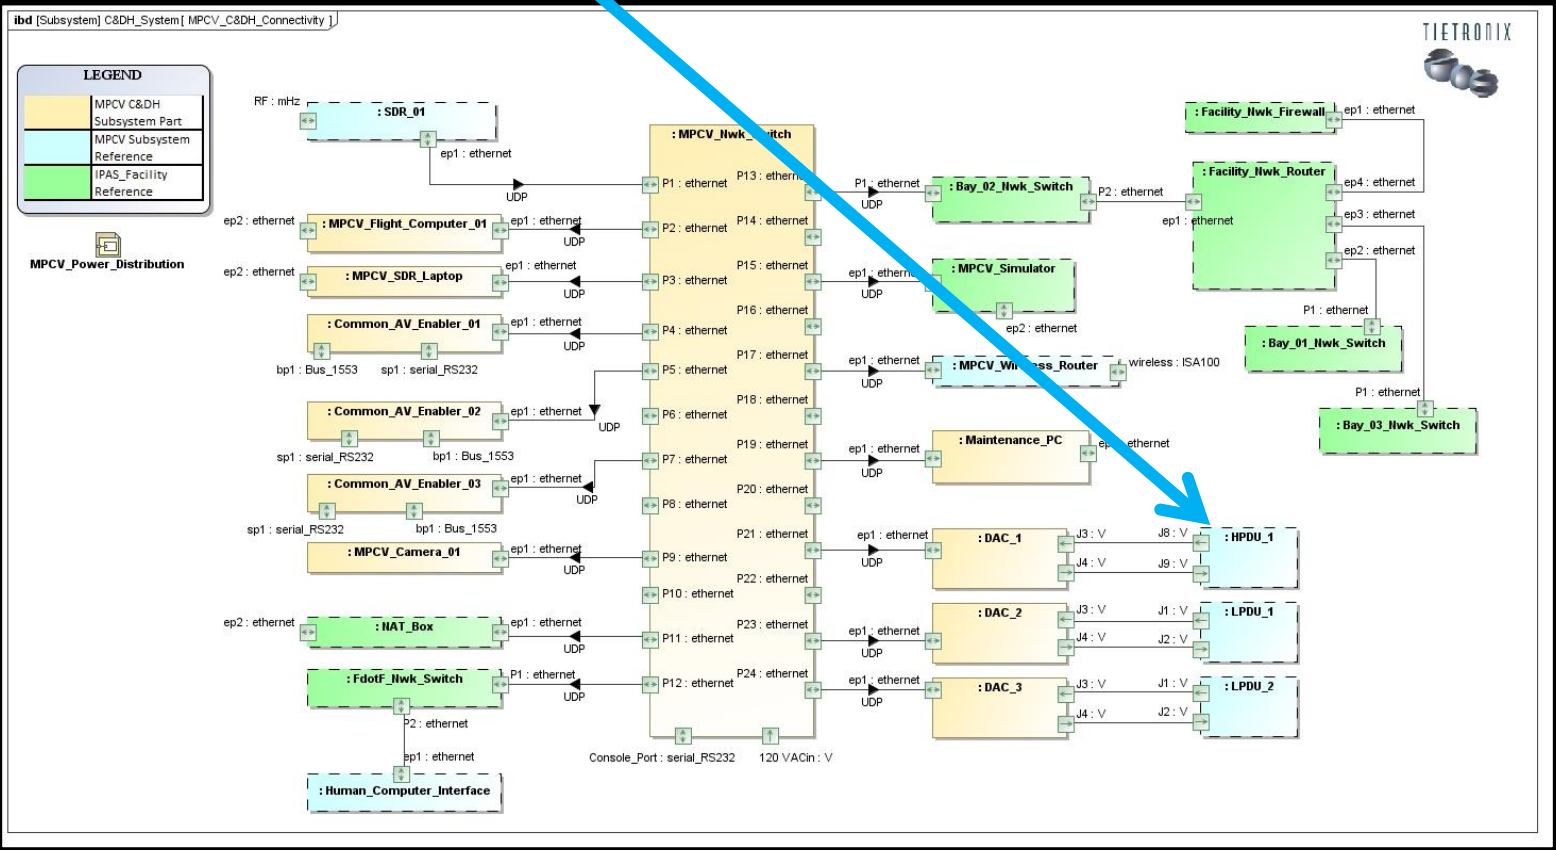 ibd [Subsystem] C&DH_System [ MPCV_C&DH_Connectivity ]
TIETRONIX
LEGEND
MPCV C&DH
Subsystem Part
MPCV Subsystem
Reference
IPAS_Facility
Reference
MPCV_Power_Distribution
RF : mHz
: SDR_01
ep1 : ethernet
UDP
ep2 : ethernet
: MPCV_Flight_Computer_01
ep1 : ethernet
UDP
ep2 : ethernet
: MPCV_SDR_Laptop
ep1 : ethernet
UDP
: Common_AV_Enabler_01
ep1 : ethernet
UDP
bp1 : Bus_1553
sp1 : serial_RS232
: Common_AV_Enabler_02
ep1 : ethernet
UDP
sp1 : serial_RS232
bp1 : Bus_1553
: Common_AV_Enabler_03
ep1 : ethernet
UDP
sp1 : serial_RS232
bp1 : Bus_1553
: MPCV_Camera_01
ep1 : ethernet
UDP
ep2 : ethernet
: NAT_Box
ep1 : ethernet
UDP
: FdotF_Nwk_Switch
P1 : ethernet
UDP
P2 : ethernet
ep1 : ethernet
: Human_Computer_Interface
: MPCV_Nwk_Switch
P1 : ethernet
P2 : ethernet
P3 : ethernet
P4 : ethernet
P5 : ethernet
P6 : ethernet
P7 : ethernet
P8 : ethernet
P9 : ethernet
P10 : ethernet
P11 : ethernet
P12 : ethernet
P13 : ethernet
P14 : ethernet
P15 : ethernet
P16 : ethernet
P17 : ethernet
P18 : ethernet
P19 : ethernet
P20 : ethernet
P21 : ethernet
P22 : ethernet
P23 : ethernet
P24 : ethernet
Console_Port : serial_RS232
120 VACin : V
P1 : ethernet
UDP
: Bay_02_Nwk_Switch
P2 : ethernet
ep1 : ethernet
UDP
: MPCV_Simulator
ep2 : ethernet
ep1 : ethernet
UDP
: MPCV_Wireless_Router
wireless : ISA100
ep1 : ethernet
UDP
: Maintenance_PC
ethernet
ep1 : ethernet
UDP
: DAC_1
J3 : V
J4 : V
J8 : V
J9 : V
: HPDU_1
ep1 : ethernet
UDP
: DAC_2
J3 : V
J4 : V
J1 : V
J2 : V
: LPDU_1
ep1 : ethernet
UDP
: DAC_3
J3 : V
J4 : V
J1 : V
J2 : V
: LPDU_2
: Facility_Nwk_Firewall
ep1 : ethernet
: Facility_Nwk_Router
ep4 : ethernet
ep3 : ethernet
ep2 : ethernet
ep1 : ethernet
P1 : ethernet
: Bay_01_Nwk_Switch
P1 : ethernet
: Bay_03_Nwk_Switch